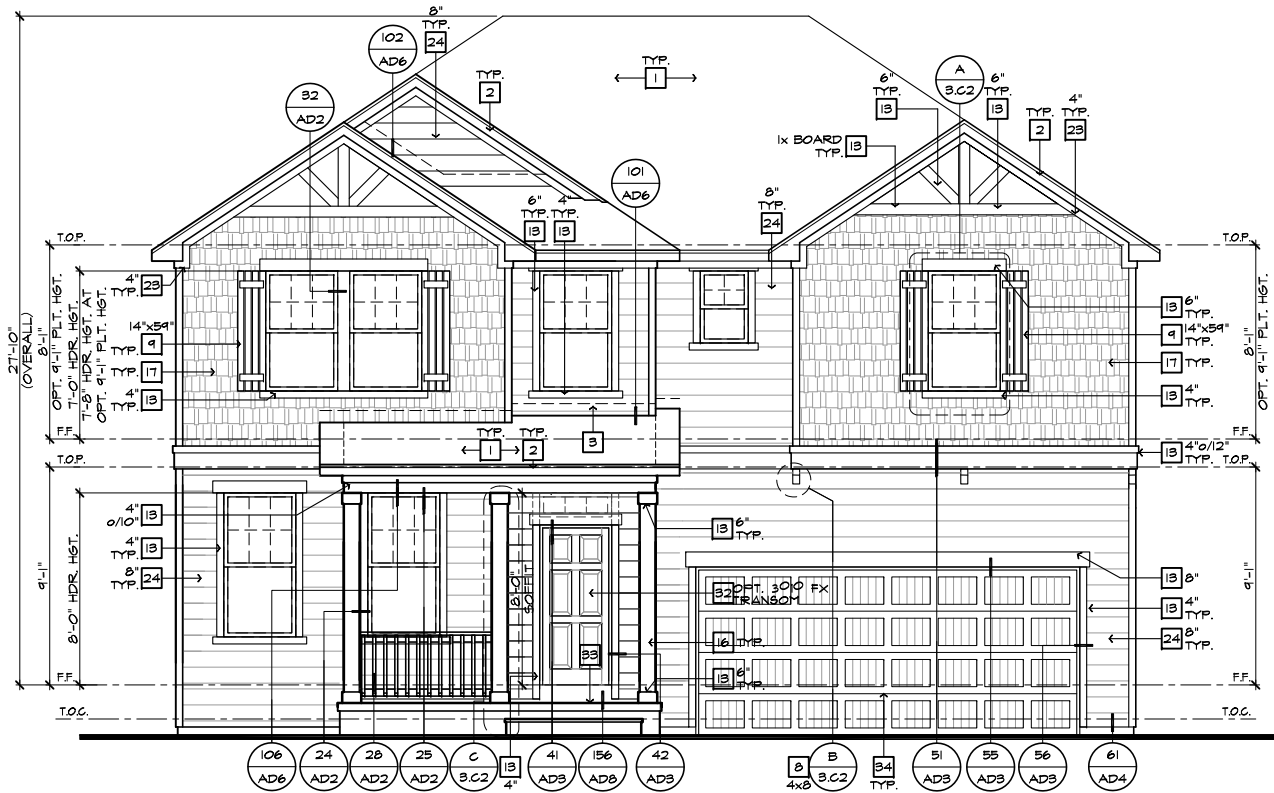 8"
TYP.
24
102
AD6
TYP.
2
32
AD2
TYP.
1
A
3.C2
6"
TYP.
13
6"
TYP.
13
TYP.
2
4"
TYP.
23
1x BOARD
TYP.
13
101
AD6
6"
TYP.
13
4"
TYP.
13
8"
TYP.
24
T.O.P.
T.O.P.
27'-10"
(OVERALL)
8'-1"
OPT. 9'-1" PLT. HGT.
7'-0" HDR. HGT.
7'-8" HDR. HGT. AT
OPT. 9'-1" PLT. HGT.
4"
TYP.
23
14"x59"
TYP.
9
TYP.
17
4"
TYP.
13
13
6"
TYP.
9
14"x59"
TYP.
17
TYP.
13
4"
TYP.
8'-1"
OPT. 9'-1" PLT. HGT.
F.F.
F.F.
3
TYP.
1
TYP.
2
13
4" o/12"
TYP.
T.O.P.
T.O.P.
4"
o/10"
13
4"
TYP.
13
8"
TYP.
24
9'-1"
8'-0" HDR. HGT.
8'-0"
SOFFIT
13
6"
TYP.
32
OPT. 3'0'0 FX
TRANSOM
16
TYP.
33
13
6"
TYP.
13
8"
13
4"
TYP.
24
8"
TYP.
9'-1"
F.F.
F.F.
T.O.C.
T.O.C.
106
AD6
24
AD2
28
AD2
25
AD2
C
3.C2
13
4"
41
AD3
156
AD8
42
AD3
8
4x8
B
3.C2
34
TYP.
51
AD3
55
AD3
56
AD3
61
AD4